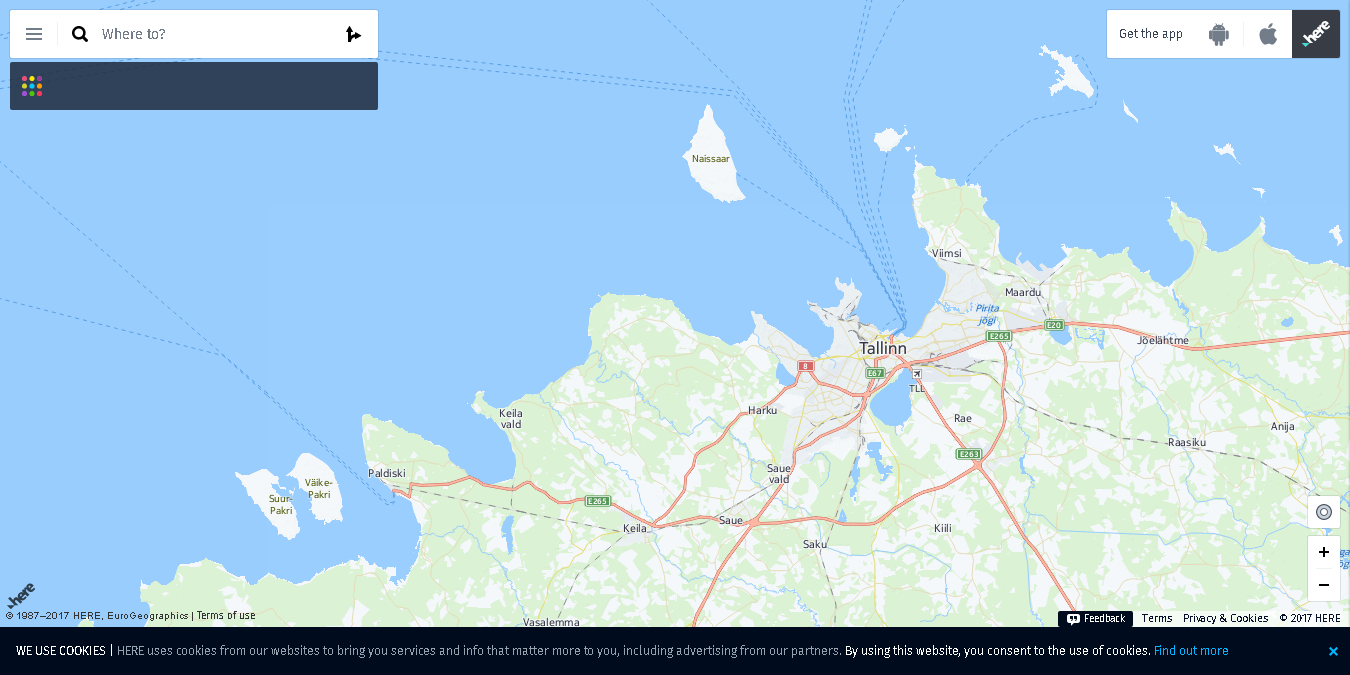 Where to?
Get the app
here
Naissaar
Viimsi
Maardu
Pirita
jõgi
E20
E265
Jõelähtme
Tallinn
8
E67
TLL
Harku
Keila
vald
Rae
Anija
Raasiku
E263
Saue
vald
Paldiski
Väike-
Pakri
Suur-
Pakri
E265
Keila
Saue
Kiili
Saku
here
© 1987–2017 HERE, EuroGeographics | Terms of use
Vasalemma
Feedback
Terms
Privacy & Cookies
© 2017 HERE
WE USE COOKIES | HERE uses cookies from our websites to bring you services and info that matter more to you, including advertising from our partners. By using this website, you consent to the use of cookies. Find out more